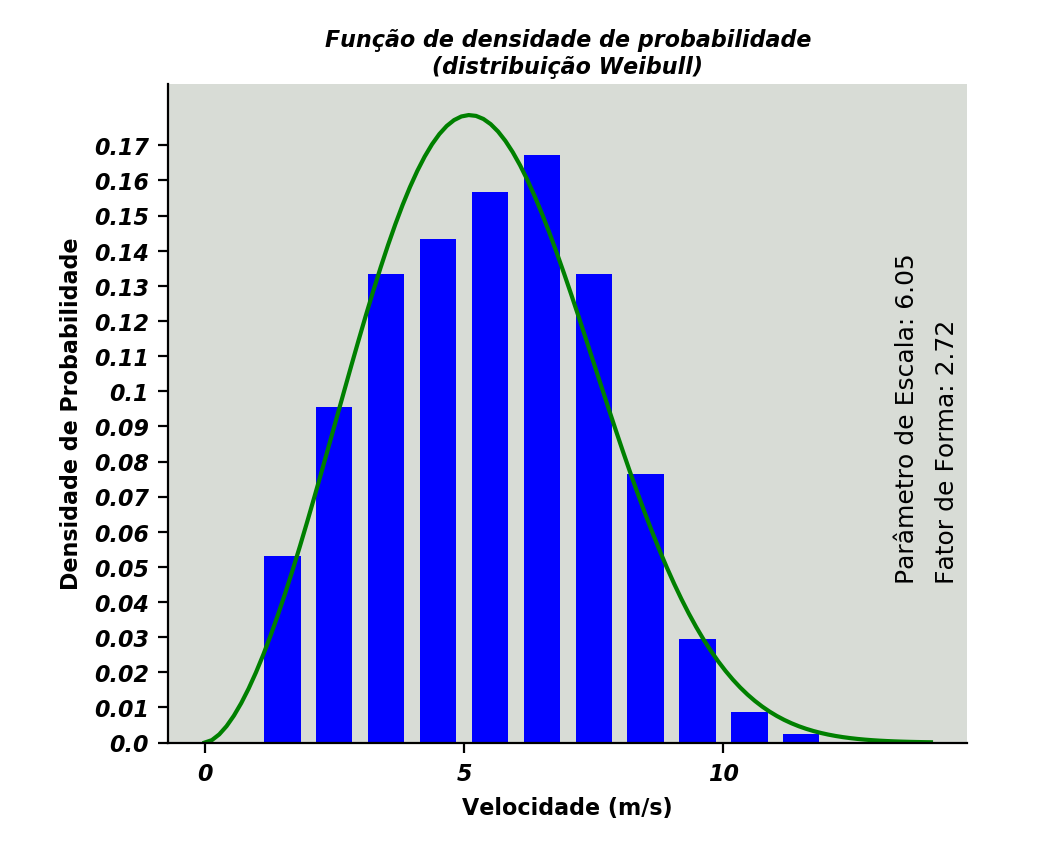 Função de densidade de probabilidade
(distribuição Weibull)
Densidade de Probabilidade
0.17
0.16
0.15
0.14
0.13
0.12
0.11
0.1
0.09
0.08
0.07
0.06
0.05
0.04
0.03
0.02
0.01
0.0
Parâmetro de Escala: 6.05
Fator de Forma: 2.72
0 5 10
Velocidade (m/s)